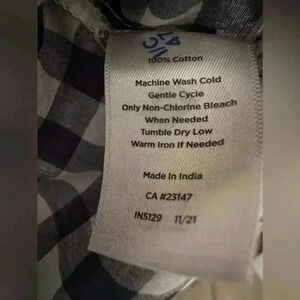 100% Cotton
Machine Wash Cold
Gentle Cycle
Only Non-Chlorine Bleach
When Needed
Tumble Dry Low
Warm Iron if Needed
Made in India
CA #23147
IN5129 11/21